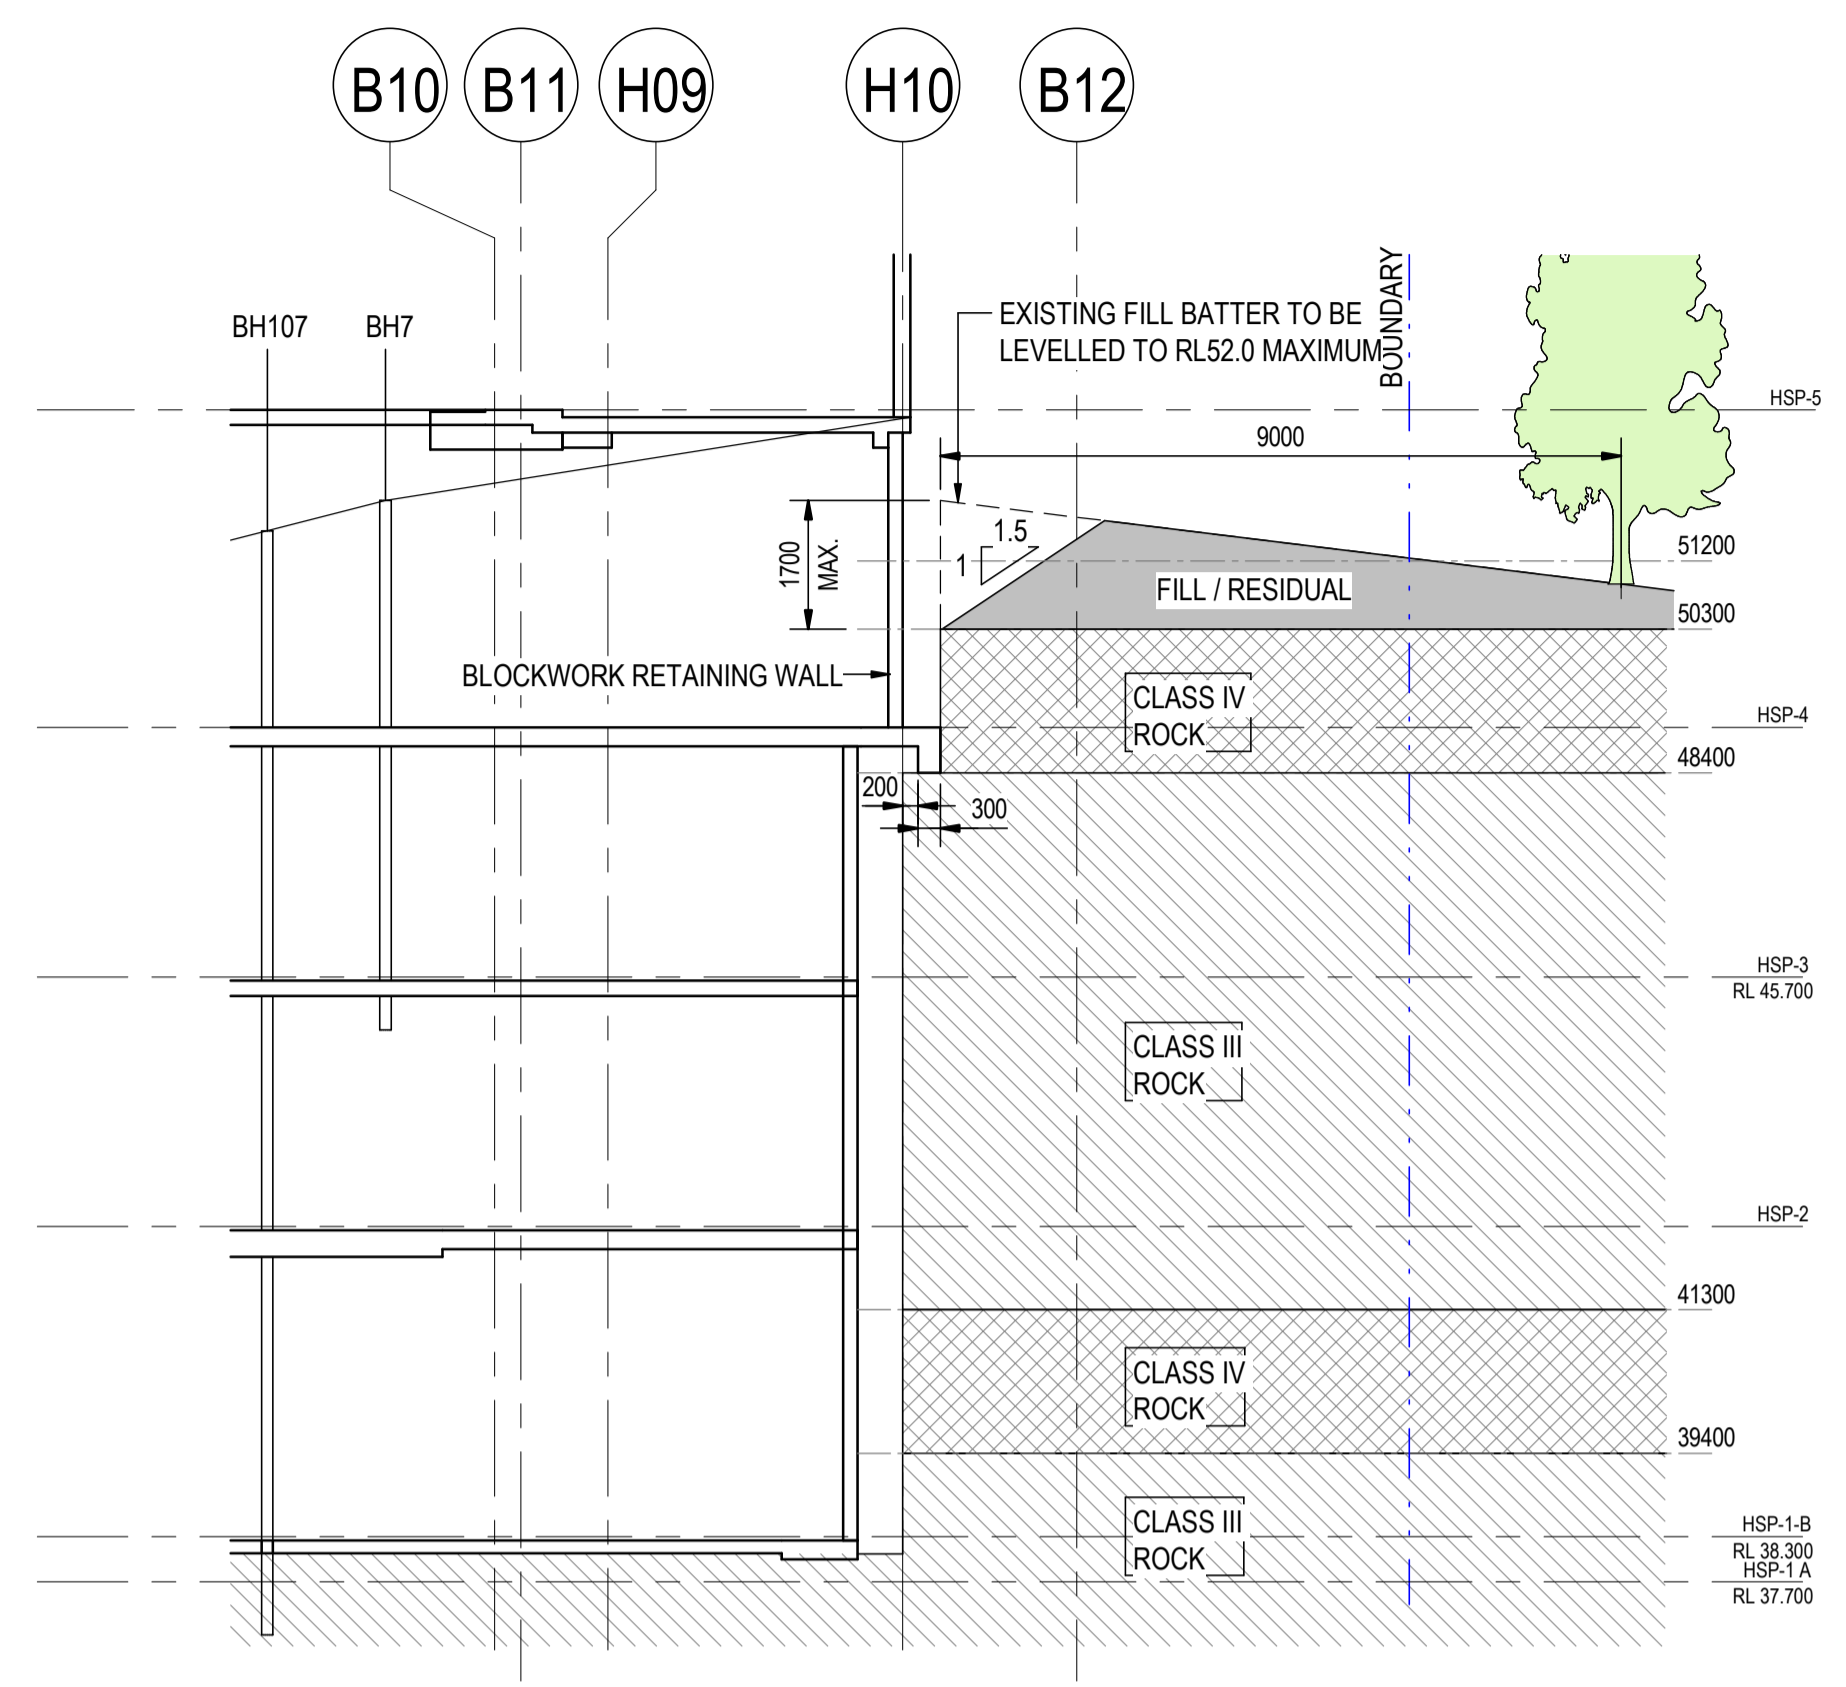 B10
B11
H09
H10
B12
BH107
BH7
EXISTING FILL BATTER TO BE
LEVELLED TO RL52.0 MAXIMUM
BOUNDARY
HSP-5
9000
1700
MAX.
1.5
1
51200
FILL / RESIDUAL
50300
BLOCKWORK RETAINING WALL
CLASS IV
ROCK
HSP-4
48400
200
300
HSP-3
RL 45.700
CLASS III
ROCK
HSP-2
41300
CLASS IV
ROCK
39400
CLASS III
ROCK
HSP-1-B
RL 38.300
HSP-1 A
RL 37.700